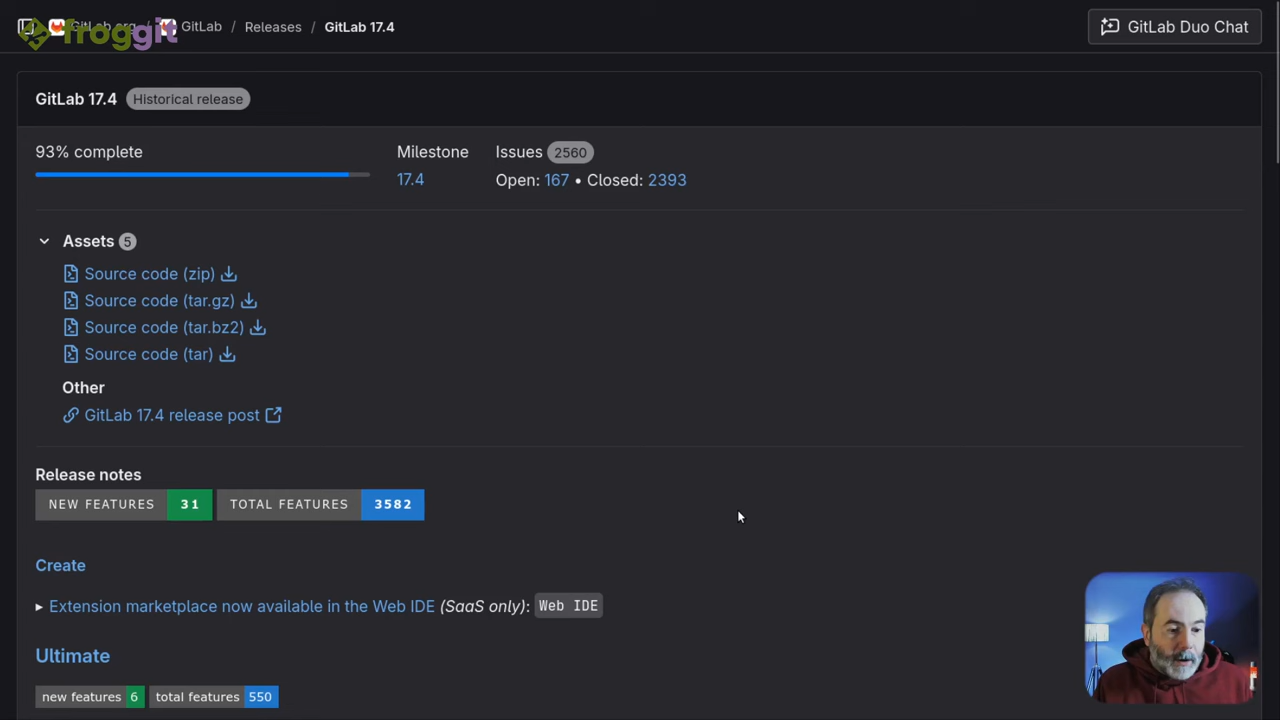 GitLab.org / GitLab / Releases / GitLab 17.4
froggit
GitLab Duo Chat
GitLab 17.4 Historical release
93% complete
Milestone
17.4
Issues 2560
Open: 167 • Closed: 2393
Assets 5
Source code (zip)
Source code (tar.gz)
Source code (tar.bz2)
Source code (tar)
Other
GitLab 17.4 release post
Release notes
NEW FEATURES 31 TOTAL FEATURES 3582
Create
Extension marketplace now available in the Web IDE (SaaS only): Web IDE
Ultimate
new features 6 total features 550